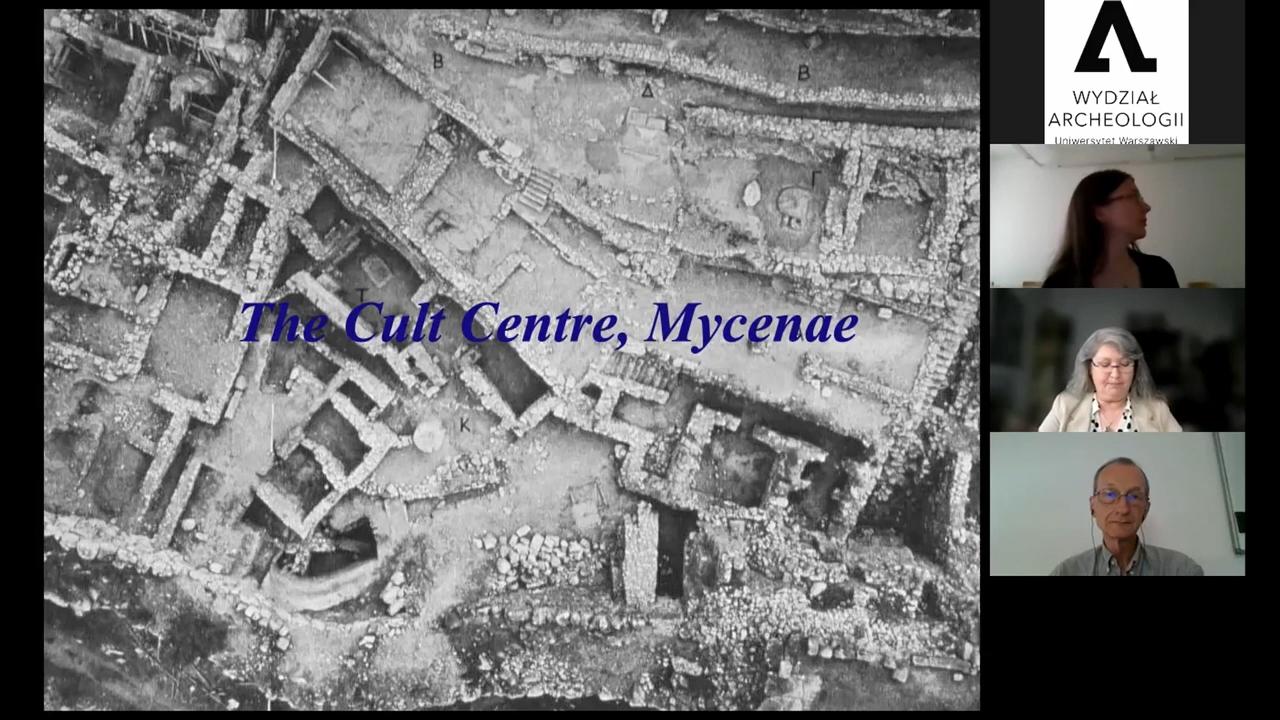 B
B
Δ
Γ
T
The Cult Centre, Mycenae
K
WYDZIAŁ
ARCHEOLOGII
Uniwersytet Warszawski